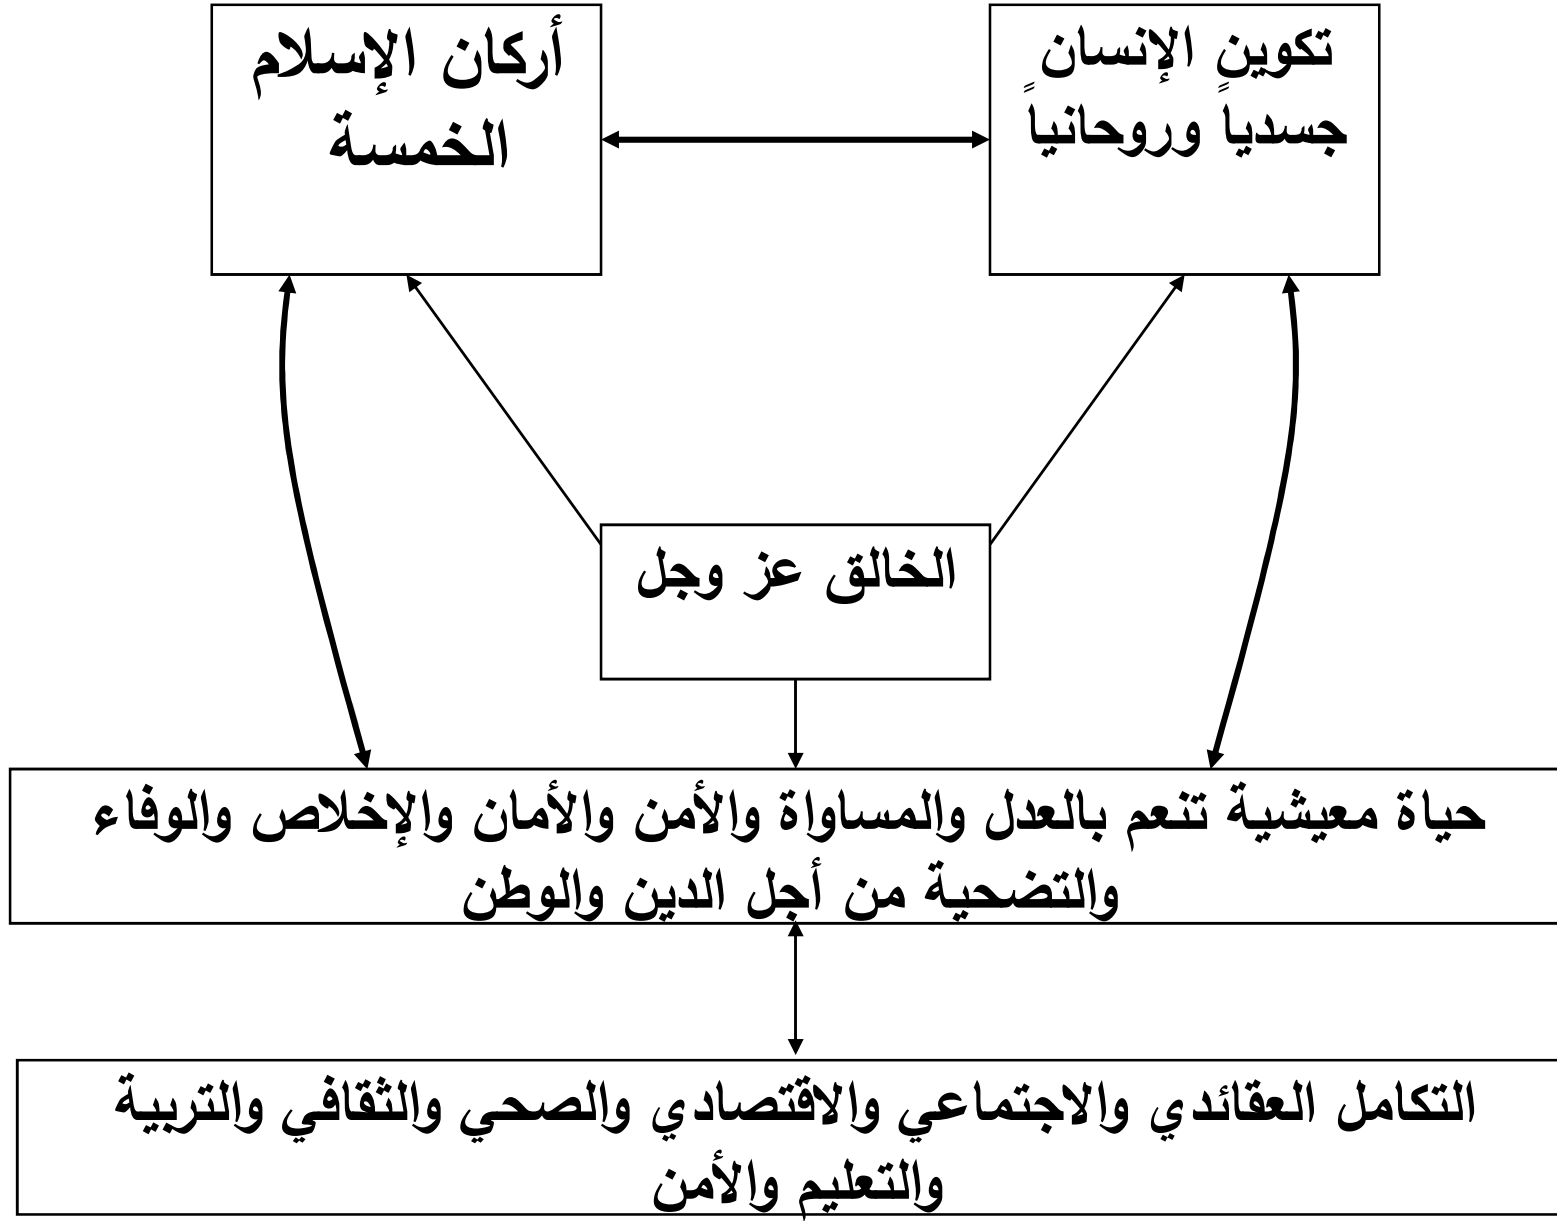 تكوين الإنسان
جسدياً وروحانياً
أركان الإسلام
الخمسة
الخالق عز وجل
حياة معيشية تنعم بالعدل والمساواة والأمن والأمان والإخلاص والوفاء
والتضحية من أجل الدين والوطن
التكامل العقائدي والاجتماعي والاقتصادي والصحي والثقافي والتربية
والتعليم والأمن